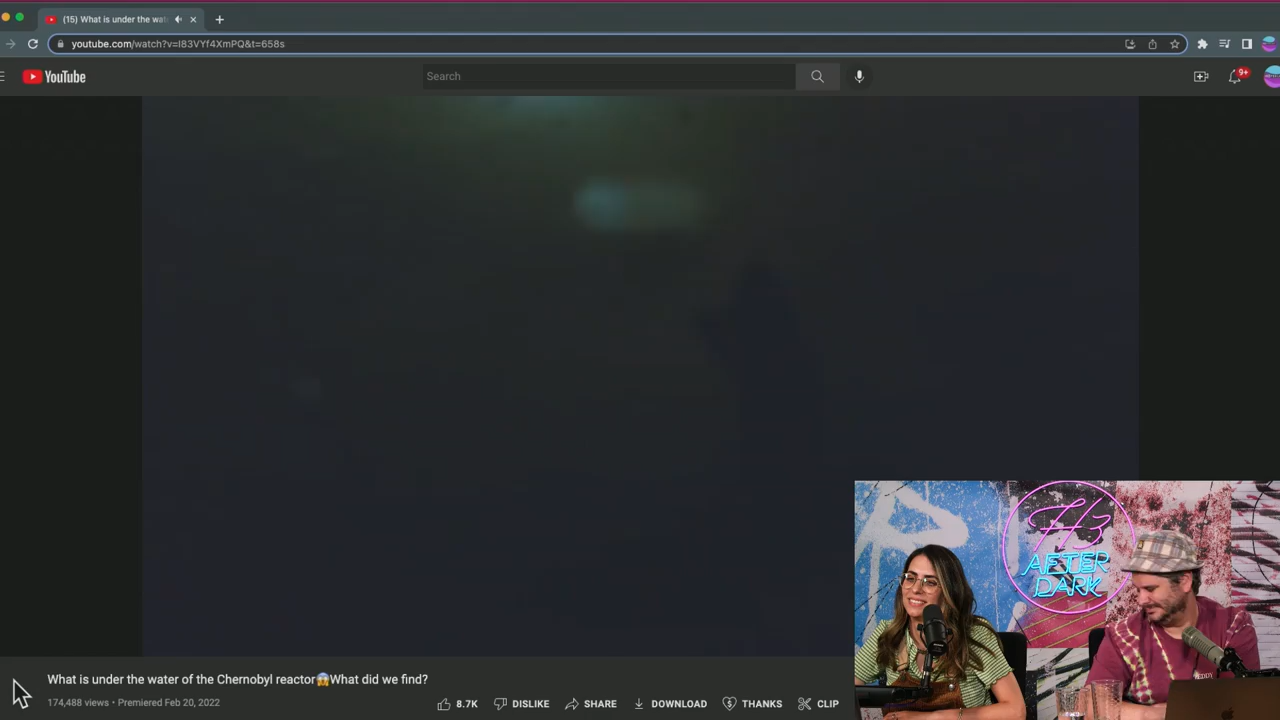 (15) What is under the wat
youtube.com/watch?v=I83VYf4XmPQ&t=658s
YouTube
Search
9+
H3
AFTER
DARK
What is under the water of the Chernobyl reactor😱What did we find?
174,488 views • Premiered Feb 20, 2022
8.7K
DISLIKE
SHARE
DOWNLOAD
THANKS
CLIP